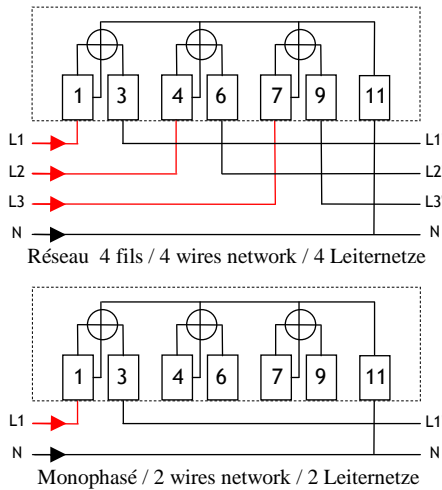 1 3 4 6 7 9 11
L1 L1
L2 L2
L3 L3
N N
Réseau 4 fils / 4 wires network / 4 Leiternetze
1 3 4 6 7 9 11
L1 L1
N N
Monophasé / 2 wires network / 2 Leiternetze